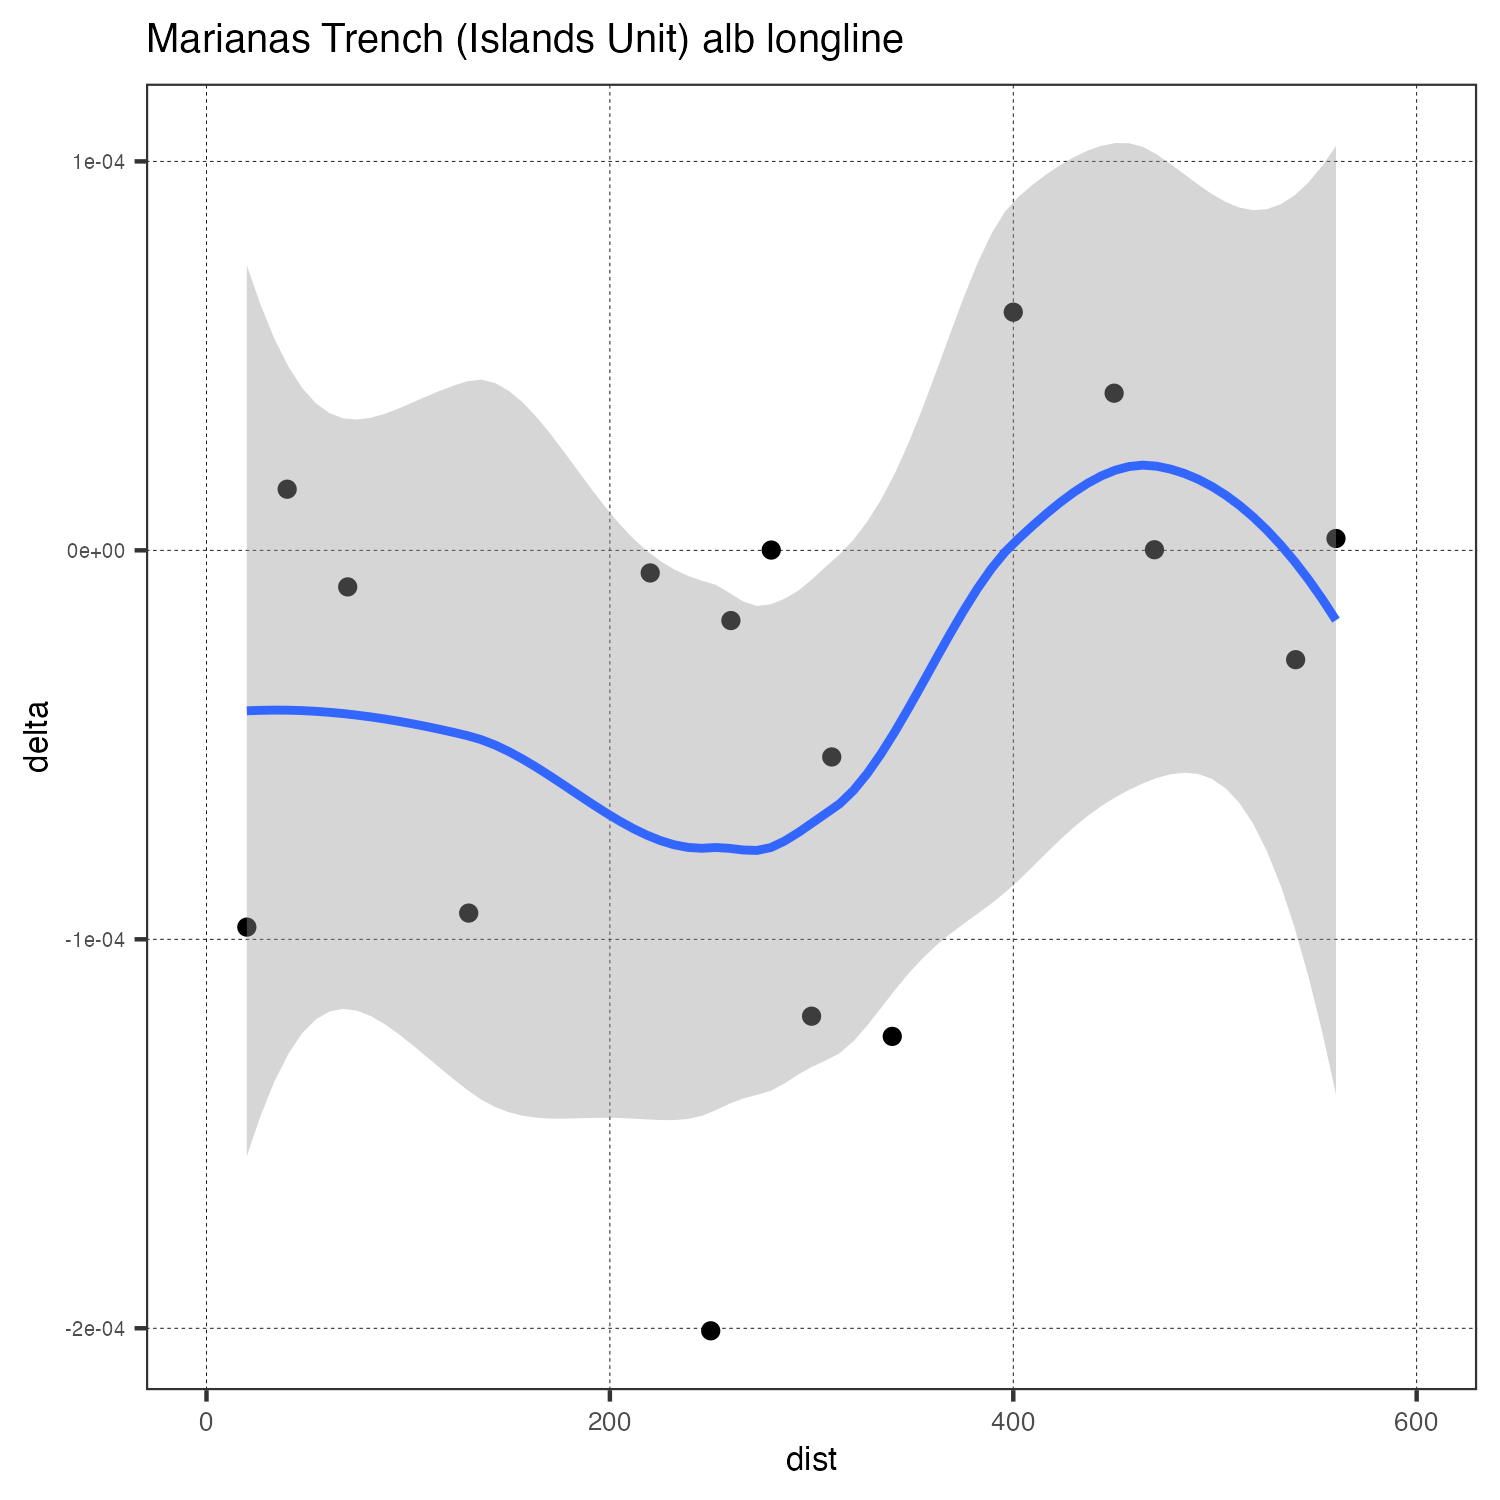 Marianas Trench (Islands Unit) alb longline
1e-04
0e+00
-1e-04
-2e-04
delta
0 200 400 600
dist